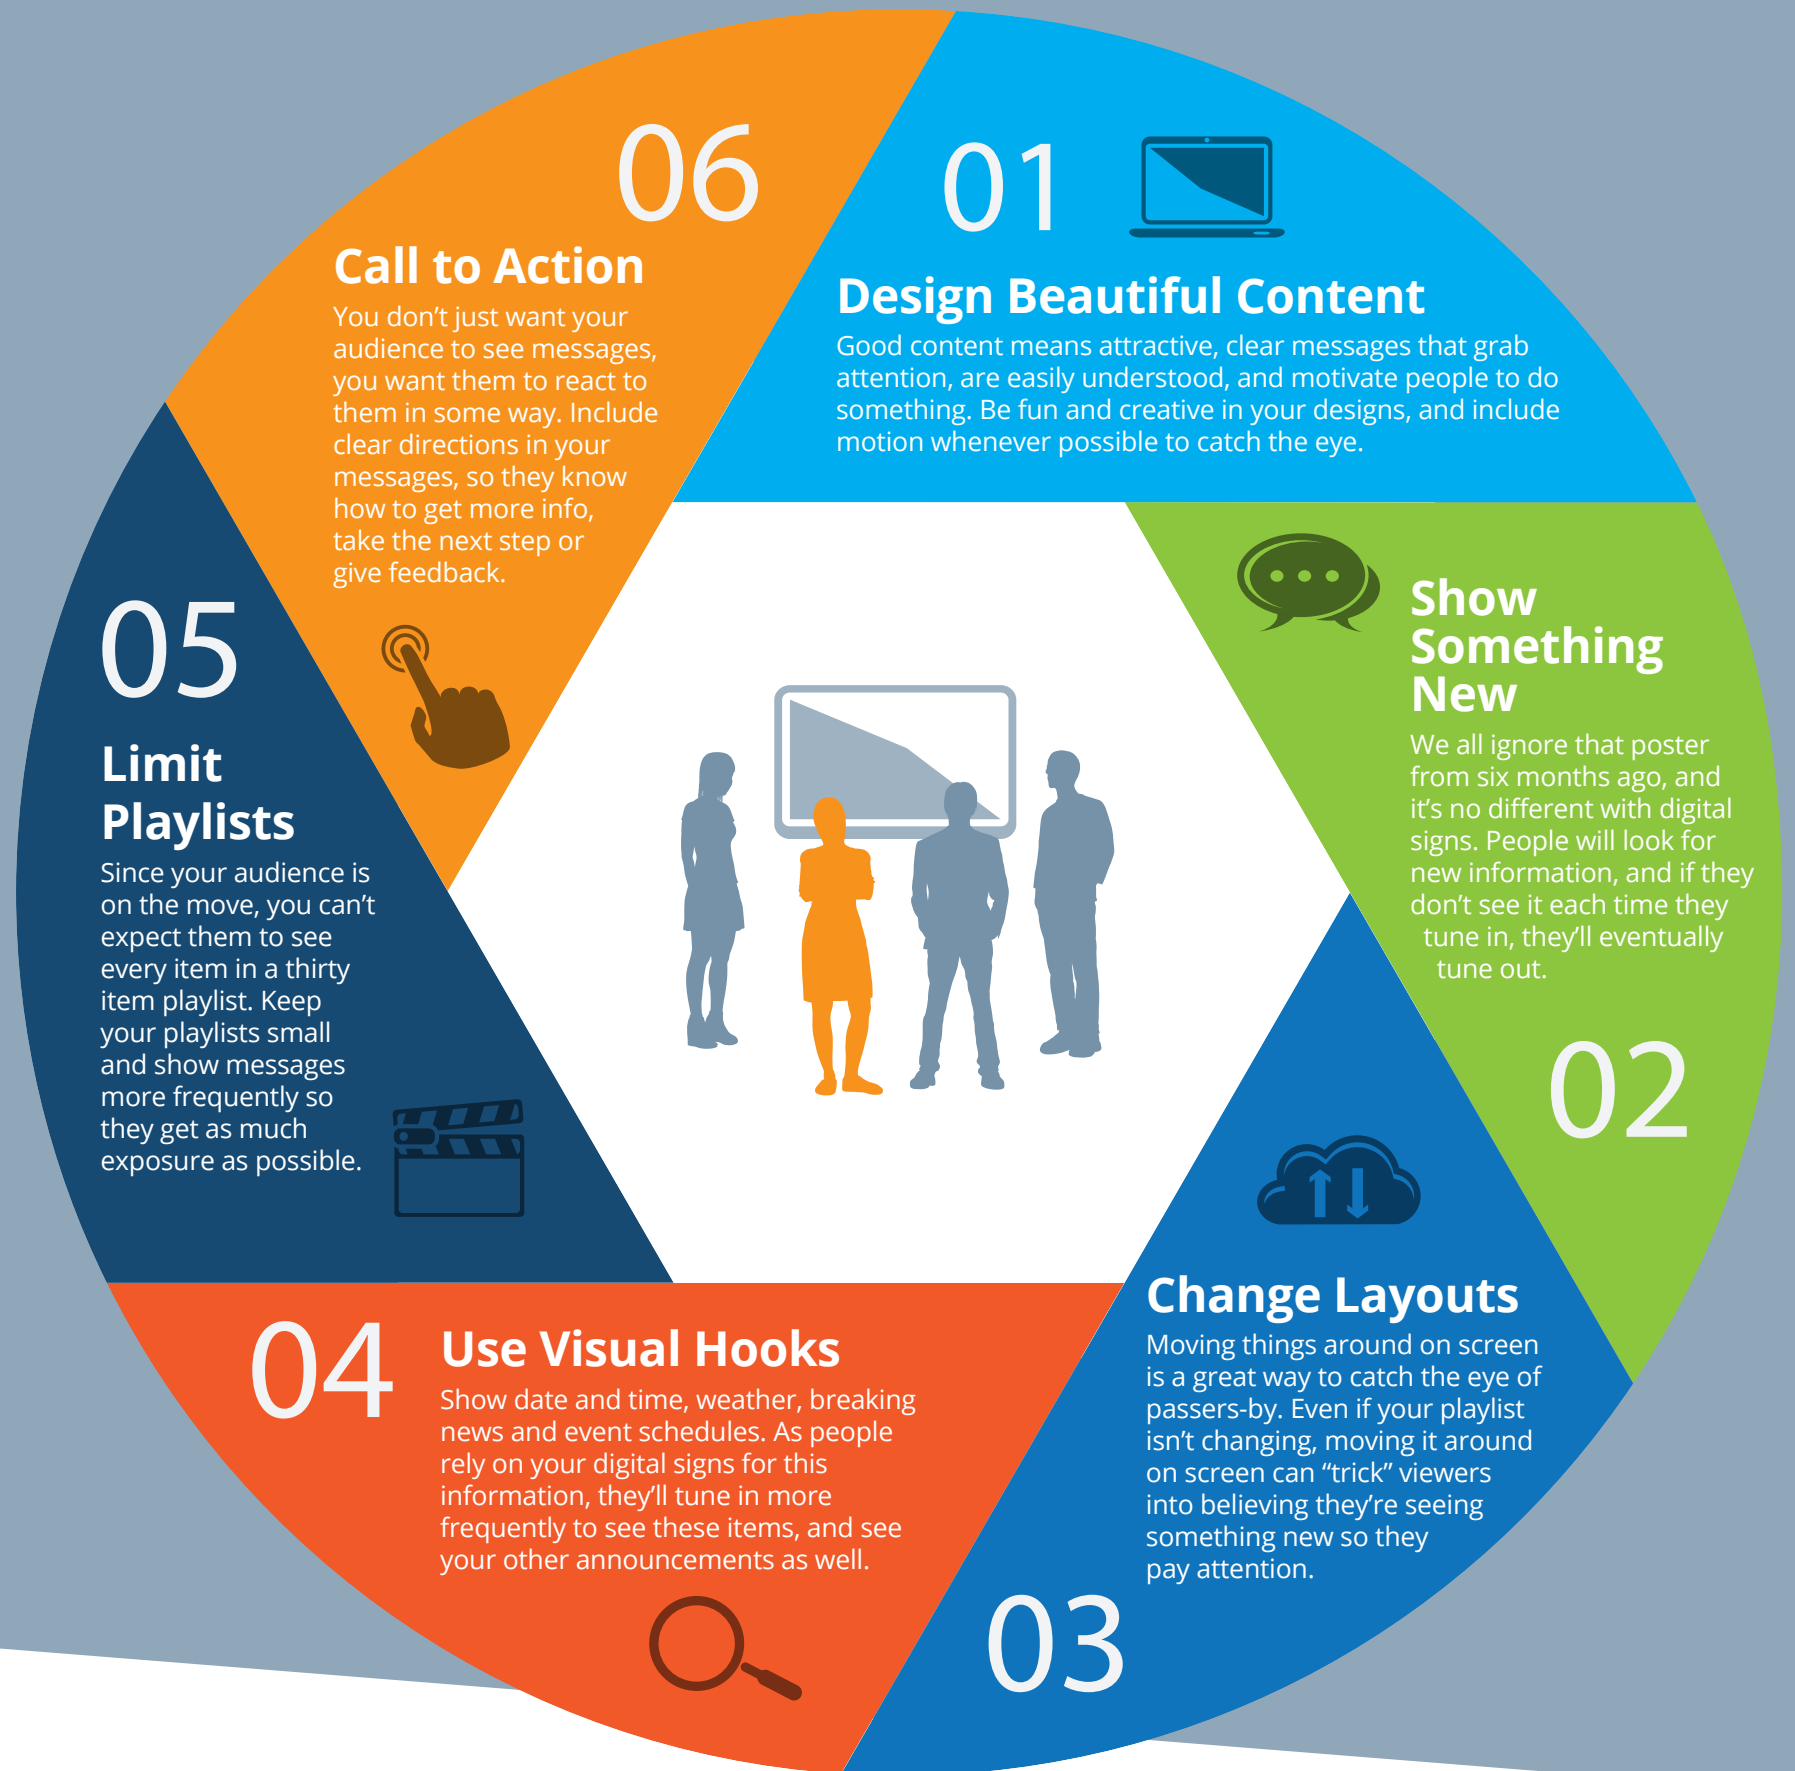 01
Design Beautiful Content
Good content means attractive, clear messages that grab
attention, are easily understood, and motivate people to do
something. Be fun and creative in your designs, and include
motion whenever possible to catch the eye.
Show
Something
New
We all ignore that poster
from six months ago, and
it’s no different with digital
signs. People will look for
new information, and if they
don’t see it each time they
tune in, they’ll eventually
tune out.
02
Change Layouts
Moving things around on screen
is a great way to catch the eye of
passers-by. Even if your playlist
isn’t changing, moving it around
on screen can “trick” viewers
into believing they’re seeing
something new so they
pay attention.
03
04
Use Visual Hooks
Show date and time, weather, breaking
news and event schedules. As people
rely on your digital signs for this
information, they’ll tune in more
frequently to see these items, and see
your other announcements as well.
05
Limit
Playlists
Since your audience is
on the move, you can’t
expect them to see
every item in a thirty
item playlist. Keep
your playlists small
and show messages
more frequently so
they get as much
exposure as possible.
06
Call to Action
You don’t just want your
audience to see messages,
you want them to react to
them in some way. Include
clear directions in your
messages, so they know
how to get more info,
take the next step or
give feedback.